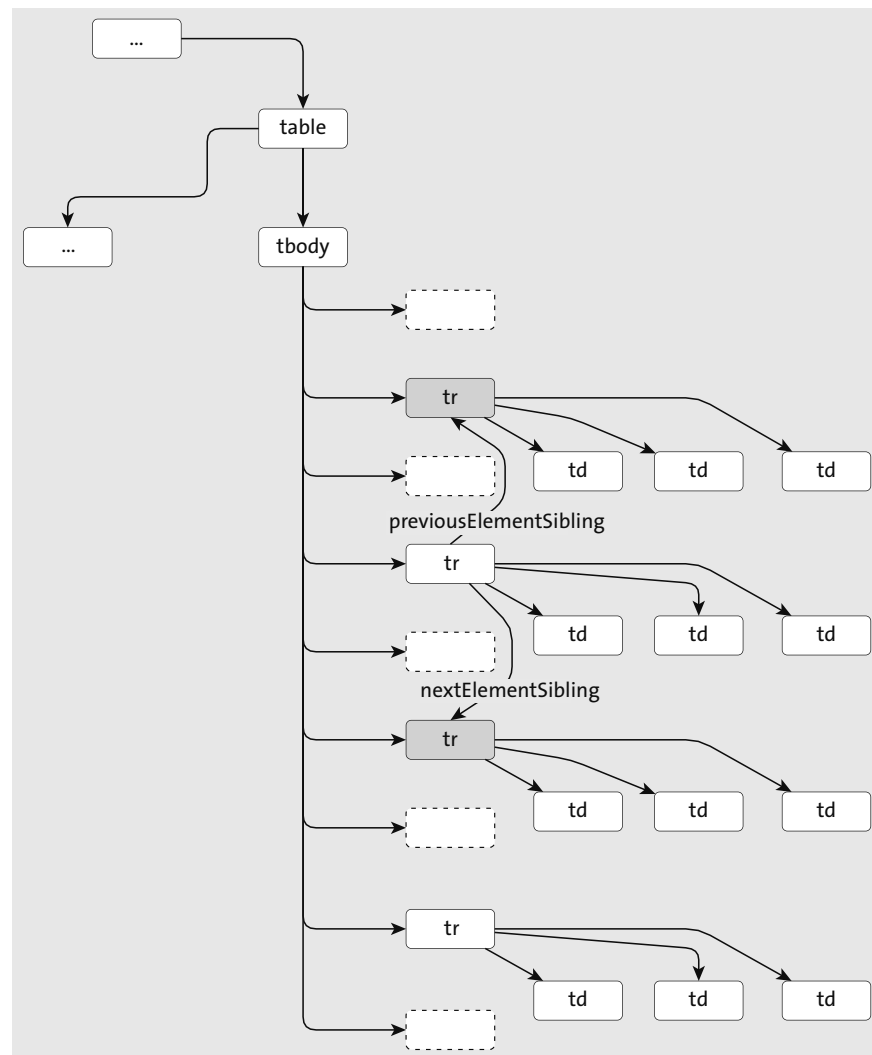 ...
table
...
tbody
tr
td td td
previousElementSibling
tr
td td td
nextElementSibling
tr
td td td
tr
td td td